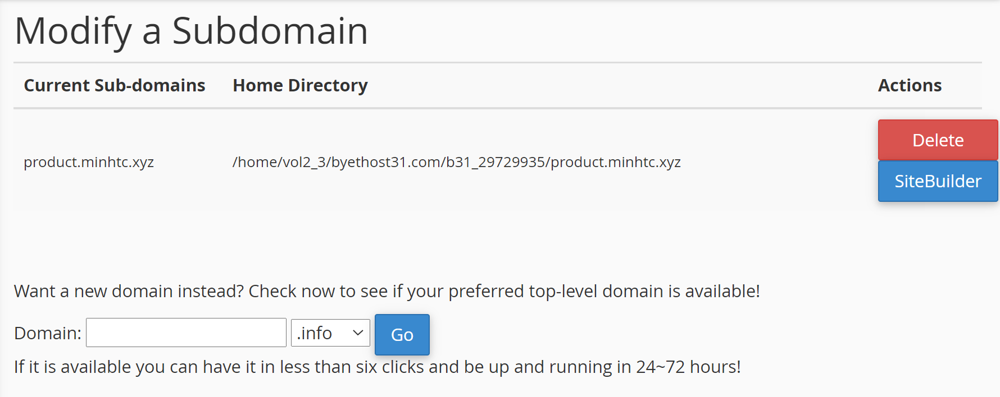 Modify a Subdomain
Current Sub-domains Home Directory Actions
product.minhtc.xyz /home/vol2_3/byethost31.com/b31_29729935/product.minhtc.xyz Delete
SiteBuilder
Want a new domain instead? Check now to see if your preferred top-level domain is available!
Domain: .info Go
If it is available you can have it in less than six clicks and be up and running in 24~72 hours!